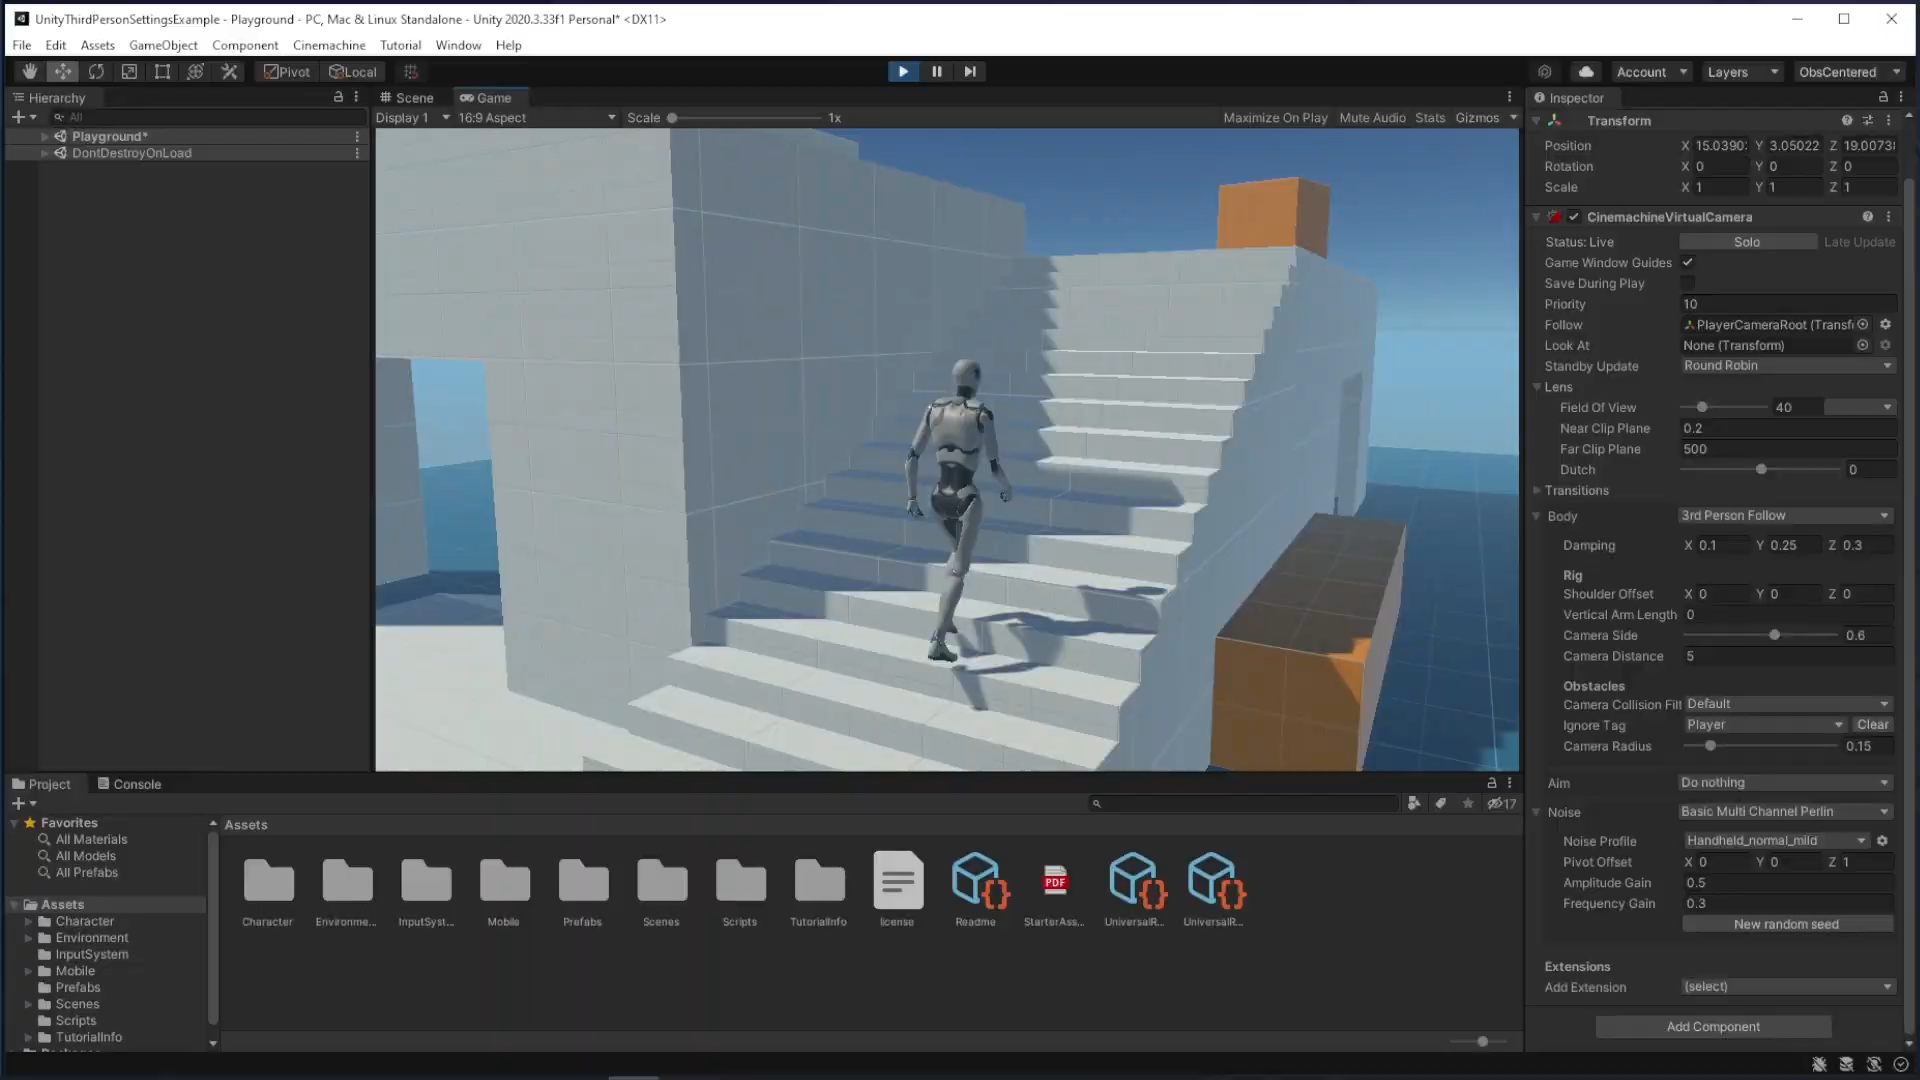 UnityThirdPersonSettingsExample - Playground - PC, Mac & Linux Standalone - Unity 2020.3.33f1 Personal* <DX11>
File Edit Assets GameObject Component Cinemachine Tutorial Window Help
Pivot Local Account Layers ObsCentered
Hierarchy
All
Playground*
DontDestroyOnLoad
Scene Game
Display 1 16:9 Aspect Scale 1x Maximize On Play Mute Audio Stats Gizmos
Inspector
Transform
Position X 15.0390: Y 3.05022 Z 19.0073
Rotation X 0 Y 0 Z 0
Scale X 1 Y 1 Z 1
CinemachineVirtualCamera
Status: Live Solo Late Update
Game Window Guides
Save During Play
Priority 10
Follow PlayerCameraRoot (Transf
Look At None (Transform)
Standby Update Round Robin
Lens
Field Of View 40
Near Clip Plane 0.2
Far Clip Plane 500
Dutch 0
Transitions
Body 3rd Person Follow
Damping X 0.1 Y 0.25 Z 0.3
Rig
Shoulder Offset X 0 Y 0 Z 0
Vertical Arm Length 0
Camera Side 0.6
Camera Distance 5
Obstacles
Camera Collision Filt Default
Ignore Tag Player Clear
Camera Radius 0.15
Aim Do nothing
Noise Basic Multi Channel Perlin
Noise Profile Handheld_normal_mild
Pivot Offset X 0 Y 0 Z 1
Amplitude Gain 0.5
Frequency Gain 0.3
New random seed
Extensions
Add Extension (select)
Add Component
Project Console
17
Favorites
All Materials
All Models
All Prefabs
Assets
Character
Environment
InputSystem
Mobile
Prefabs
Scenes
Scripts
TutorialInfo
Assets
PDF
Character Environme... InputSyst... Mobile Prefabs Scenes Scripts TutorialInfo license Readme StarterAss... UniversalR... UniversalR...